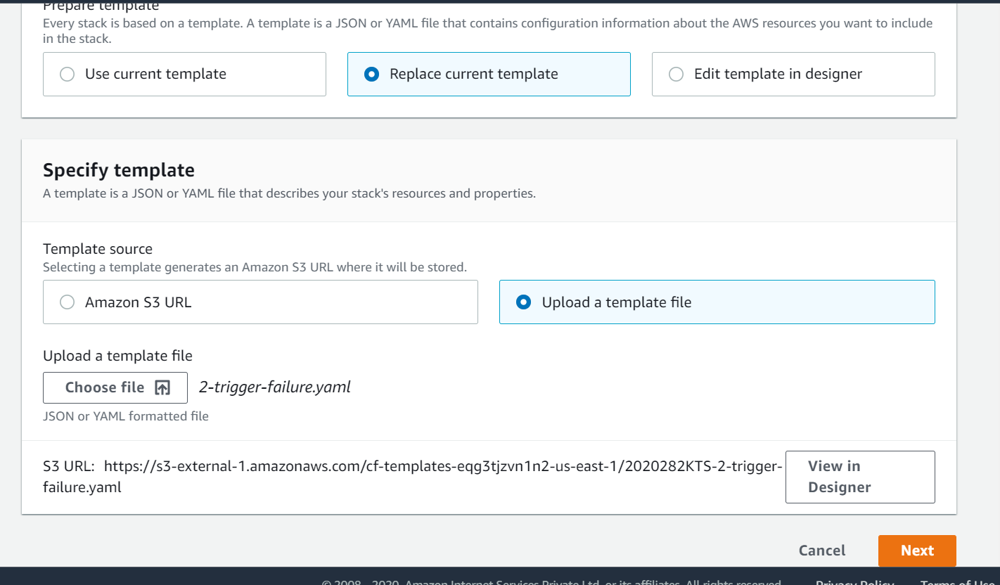 Prepare template
Every stack is based on a template. A template is a JSON or YAML file that contains configuration information about the AWS resources you want to include
in the stack.
Use current template
Replace current template
Edit template in designer
Specify template
A template is a JSON or YAML file that describes your stack's resources and properties.
Template source
Selecting a template generates an Amazon S3 URL where it will be stored.
Amazon S3 URL
Upload a template file
Upload a template file
Choose file
2-trigger-failure.yaml
JSON or YAML formatted file
S3 URL: https://s3-external-1.amazonaws.com/cf-templates-eqg3tjzvn1n2-us-east-1/2020282KTS-2-trigger-
failure.yaml
View in
Designer
Cancel
Next
© 2008 - 2020, Amazon Internet Services Private Ltd. or its affiliates. All rights reserved.
Privacy Policy
Terms of Use